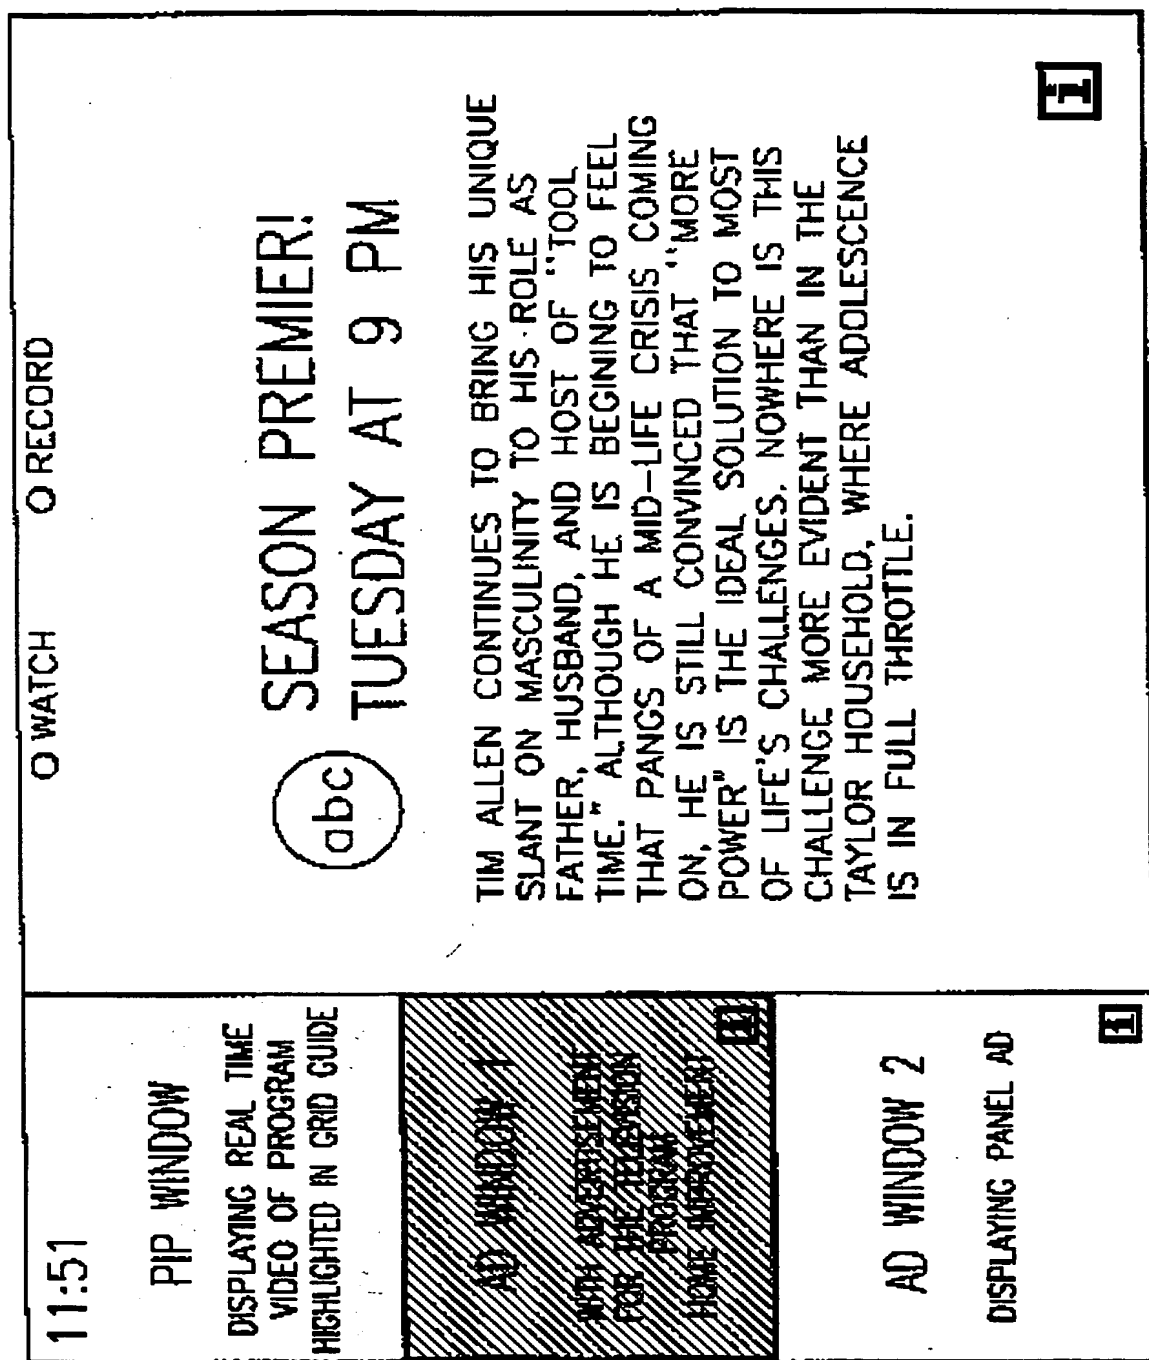 11:51
O WATCH
O RECORD
PIP WINDOW
DISPLAYING REAL TIME
VIDEO OF PROGRAM
HIGHLIGHTED IN GRID GUIDE
AD WINDOW 1
WITH ADVERTISEMENT
FOR THE TELEVISION
PROGRAM
HOME IMPROVEMENT
i
AD WINDOW 2
DISPLAYING PANEL AD
i
abc
SEASON PREMIER!
TUESDAY AT 9 PM
TIM ALLEN CONTINUES TO BRING HIS UNIQUE
SLANT ON MASCULINITY TO HIS ROLE AS
FATHER, HUSBAND, AND HOST OF "TOOL
TIME." ALTHOUGH HE IS BEGINING TO FEEL
THAT PANGS OF A MID-LIFE CRISIS COMING
ON, HE IS STILL CONVINCED THAT "MORE
POWER" IS THE IDEAL SOLUTION TO MOST
OF LIFE'S CHALLENGES. NOWHERE IS THIS
CHALLENGE MORE EVIDENT THAN IN THE
TAYLOR HOUSEHOLD, WHERE ADOLESCENCE
IS IN FULL THROTTLE.
i